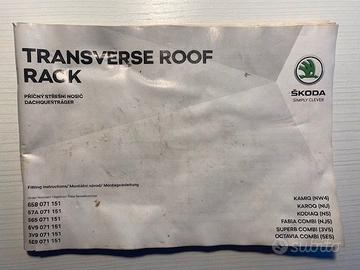 TRANSVERSE ROOF
RACK
PŘÍČNÝ STŘEŠNÍ NOSIČ
DACHQUERTRÄGER
ŠKODA
SIMPLY CLEVER
Fitting instructions/ Montážní návod/ Montageanleitung
658 071 151
57A 071 151
565 071 151
6V9 071 151
3V9 071 151
5E9 071 151
KAMIQ (NW4)
KAROQ (NU)
KODIAQ (NS)
FABIA COMBI (NJ5)
SUPERB COMBI (3V5)
OCTAVIA COMBI (5E5)
subito